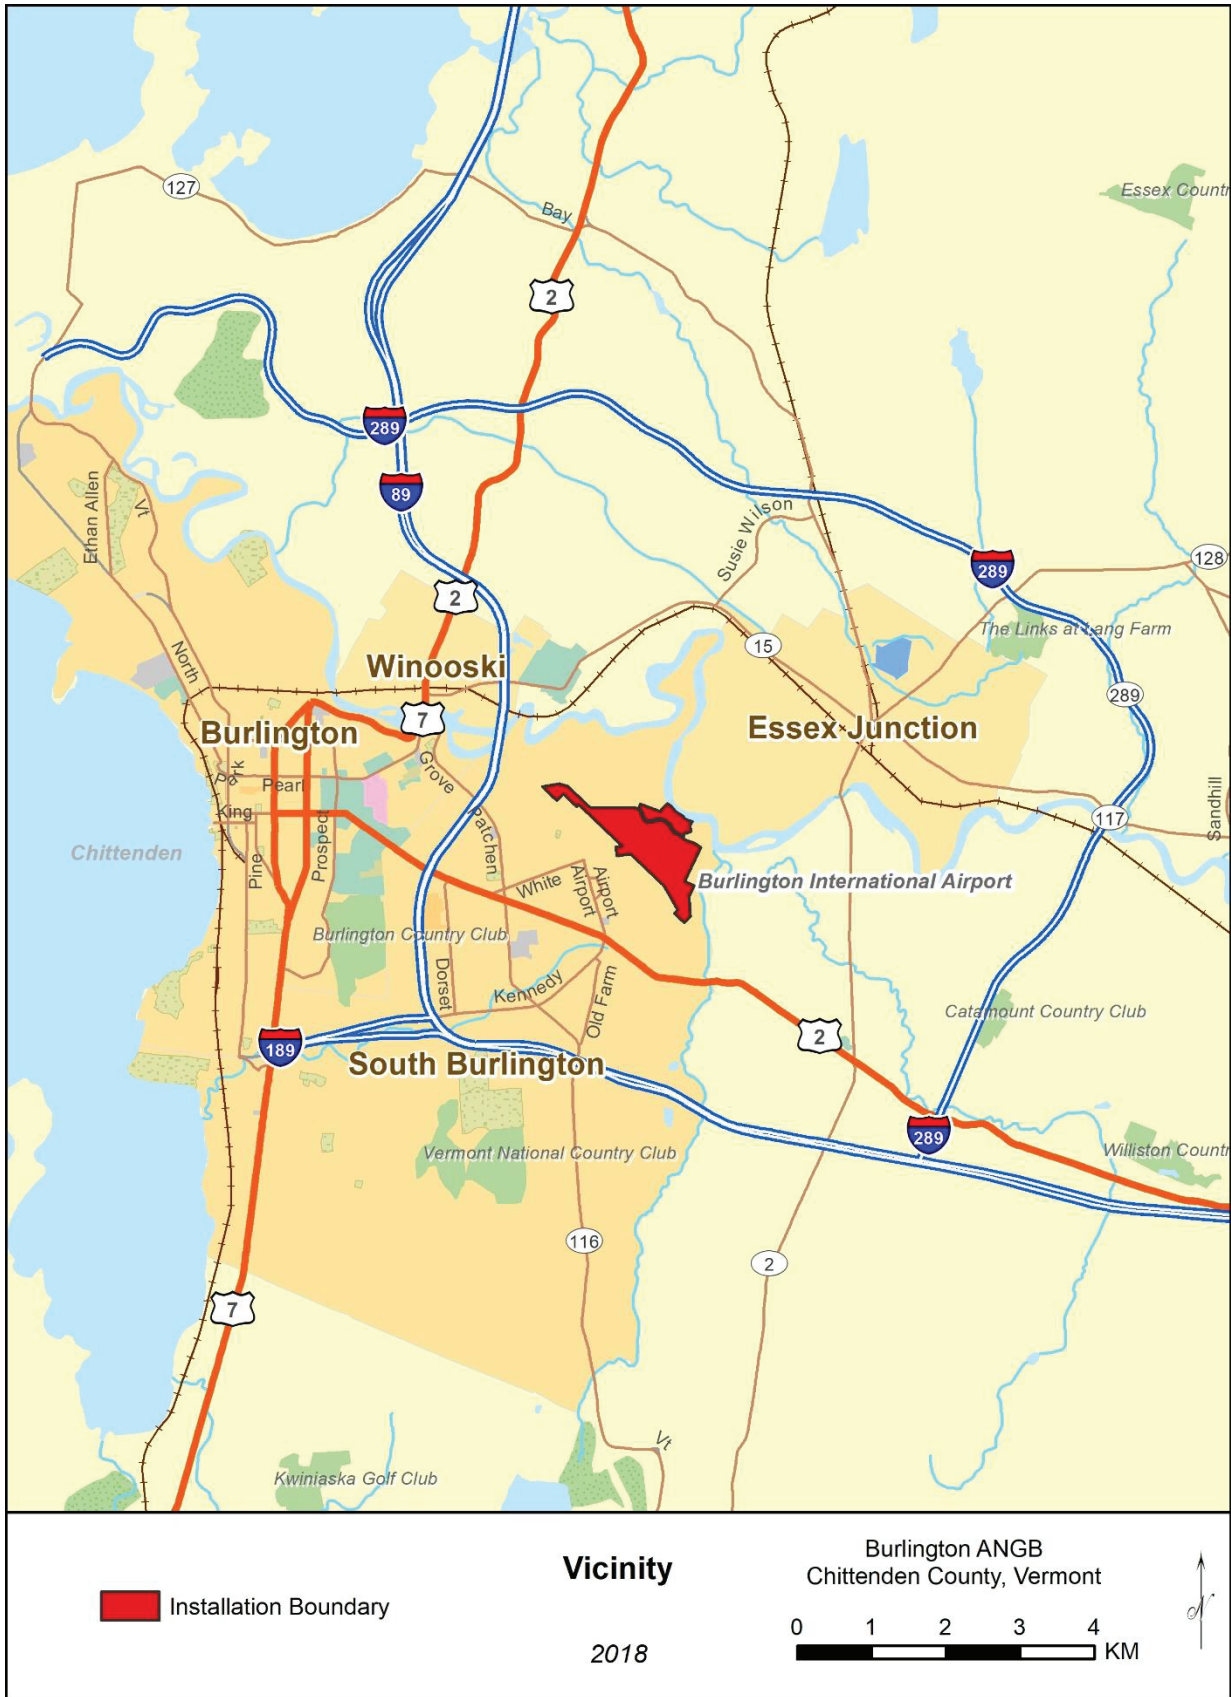 127
Essex Countr
Bay
2
289
89
Ethan Allen
Vt
Susie Wilson
289
128
2
The Links at Lang Farm
15
North
Winooski
289
7
Burlington
Essex Junction
Grove
Park
Pearl
King
Patchen
117
Sandhill
Prospect
Pine
Chittenden
White
Airport
Airport
Burlington International Airport
Burlington Country Club
Dorset
Kennedy
Old Farm
Catamount Country Club
2
189
South Burlington
289
Vermont National Country Club
Williston Countr
116
2
7
Vt
Kwiniaska Golf Club
Installation Boundary
Vicinity
2018
Burlington ANGB
Chittenden County, Vermont
0 1 2 3 4
KM
N